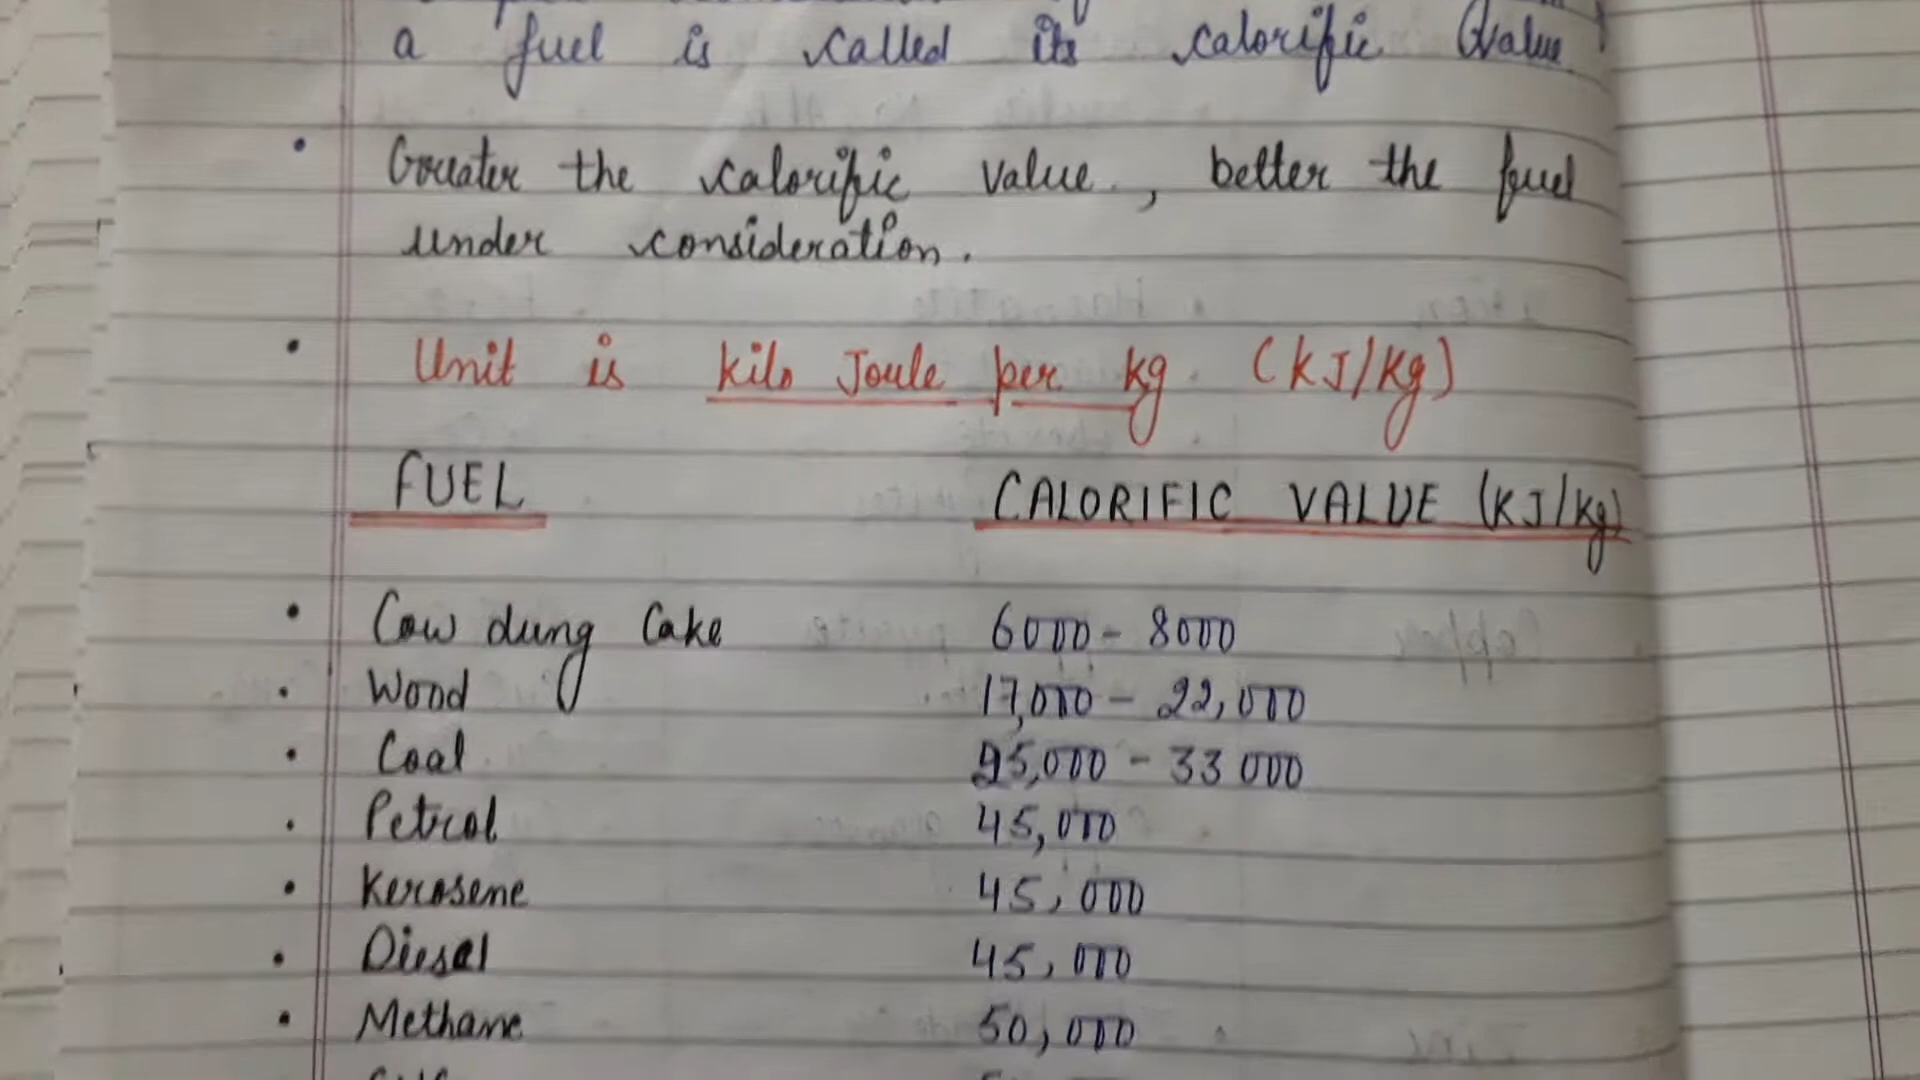 a fuel is called its calorific value
• Greater the calorific value, better the fuel
under consideration.
• Unit is kilo Joule per kg. (kJ/kg)
FUEL CALORIFIC VALUE (KJ/kg)
• Cow dung Cake 6000 - 8000
• Wood 17,000 - 22,000
• Coal 25,000 - 33 000
• Petrol 45,000
• Kerosene 45,000
• Diesel 45,000
• Methane 50,000